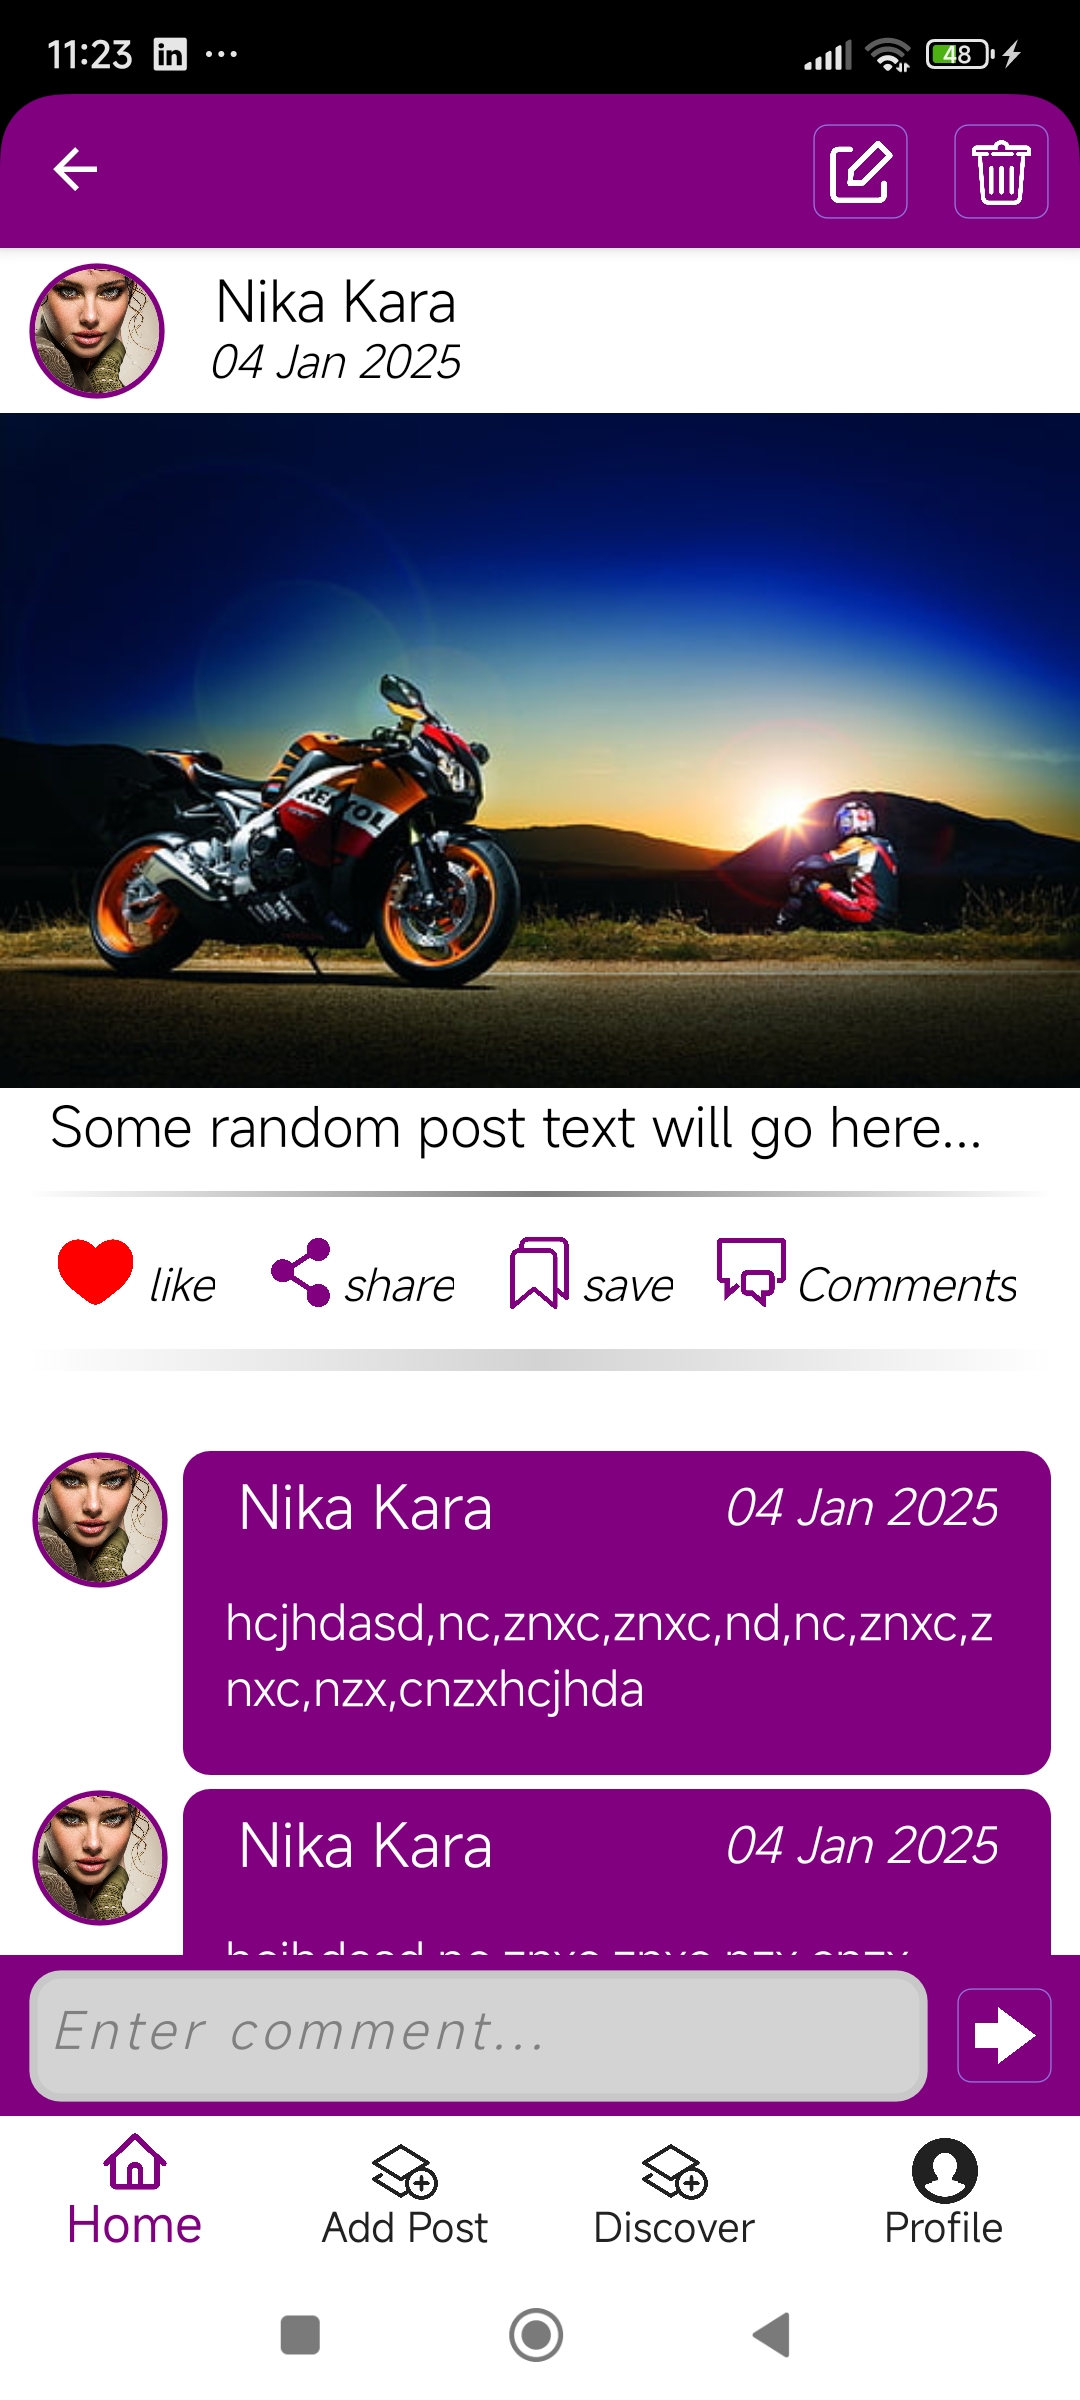 11:23 in ...
48
Nika Kara
04 Jan 2025
REPSOL
Some random post text will go here...
like share save Comments
Nika Kara 04 Jan 2025
hcjhdasd,nc,znxc,znxc,nd,nc,znxc,z
nxc,nzx,cnzxhcjhda
Nika Kara 04 Jan 2025
Enter comment...
Home Add Post Discover Profile